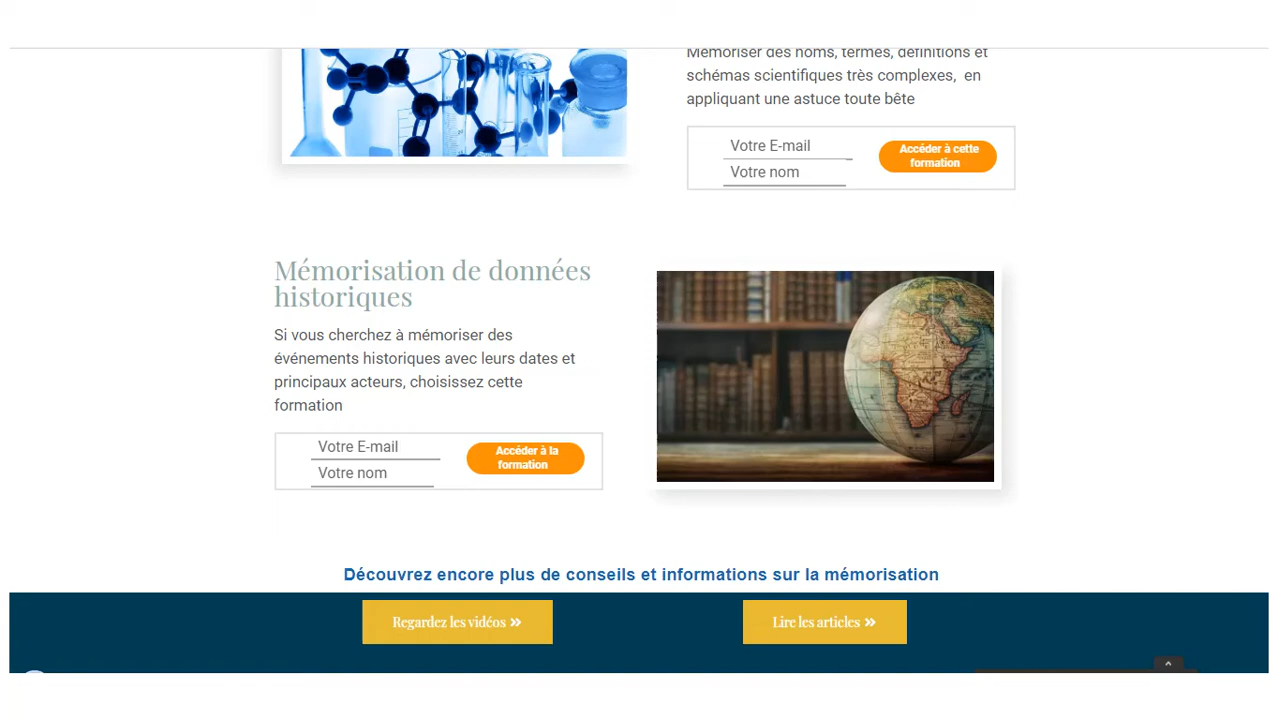 Mémoriser des noms, termes, définitions et
schémas scientifiques très complexes,  en
appliquant une astuce toute bête
Votre E-mail
Votre nom
Accéder à cette
formation
Mémorisation de données
historiques
Si vous cherchez à mémoriser des
événements historiques avec leurs dates et
principaux acteurs, choisissez cette
formation
Votre E-mail
Votre nom
Accéder à la
formation
Découvrez encore plus de conseils et informations sur la mémorisation
Regardez les vidéos »
Lire les articles »